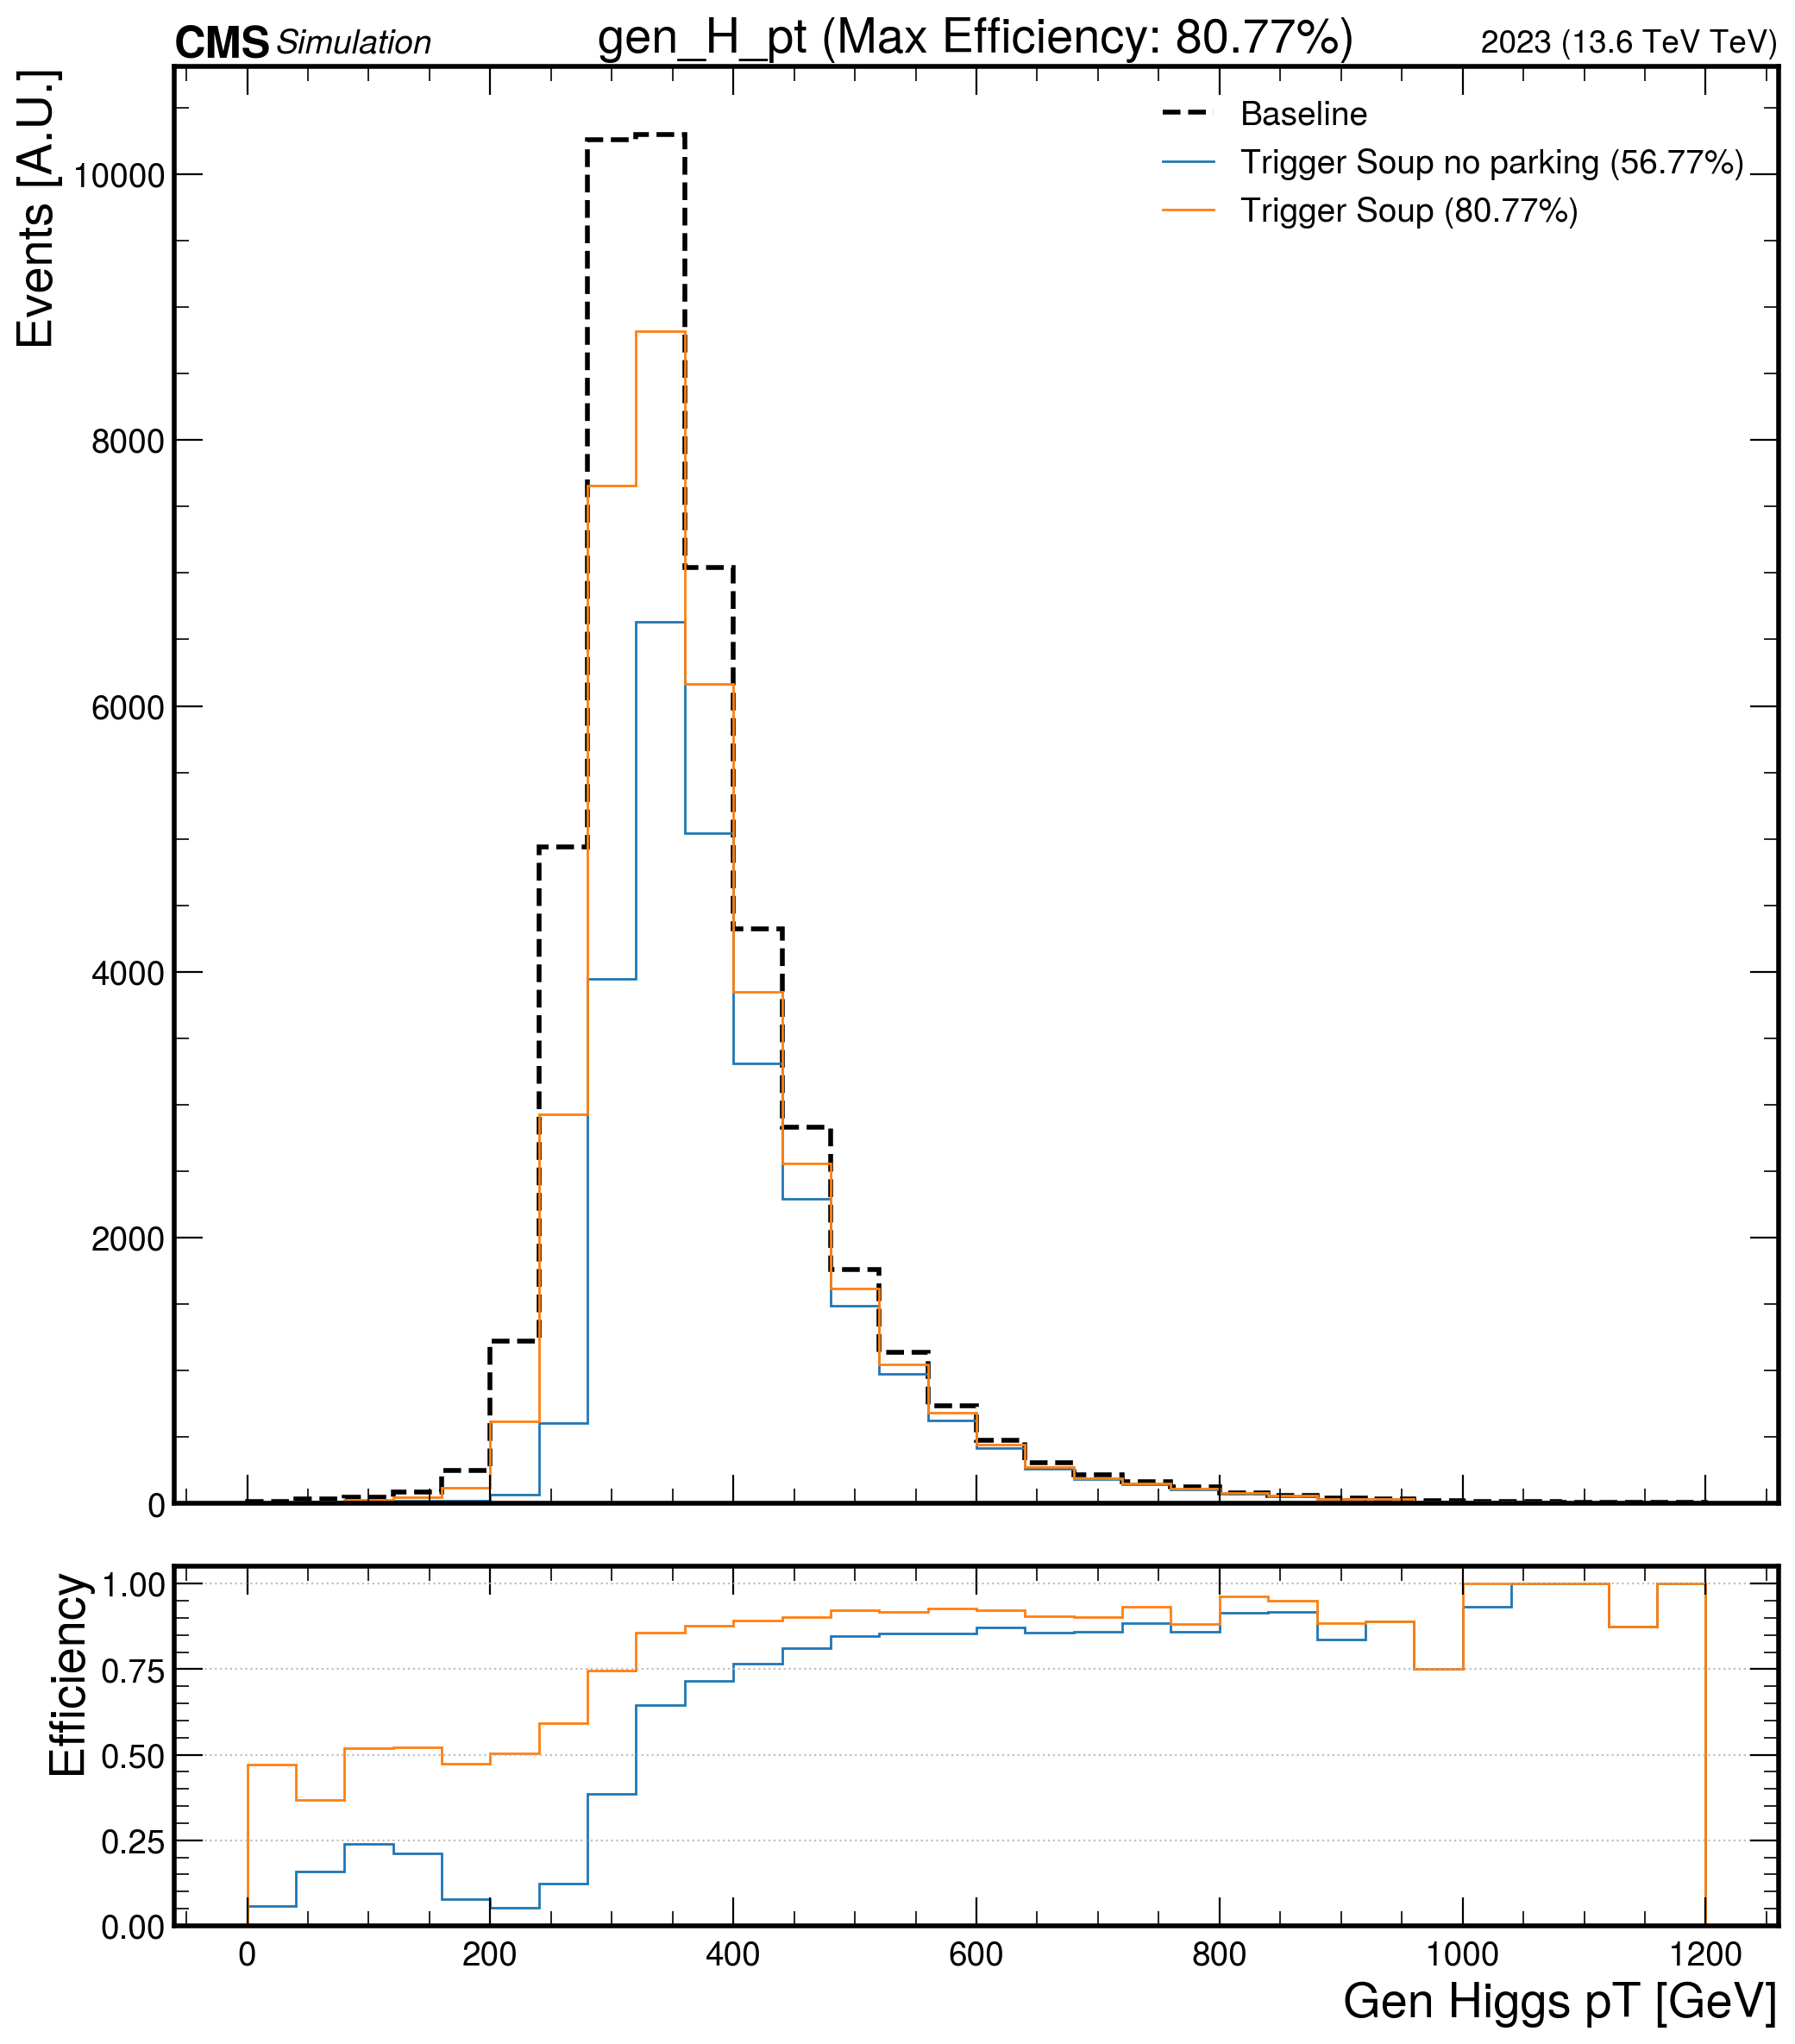 CMS Simulation gen_H_pt (Max Efficiency: 80.77%) 2023 (13.6 TeV TeV)
Events [A.U.]
Baseline
Trigger Soup no parking (56.77%)
Trigger Soup (80.77%)
10000
8000
6000
4000
2000
0
Efficiency
1.00
0.75
0.50
0.25
0.00
0 200 400 600 800 1000 1200
Gen Higgs pT [GeV]